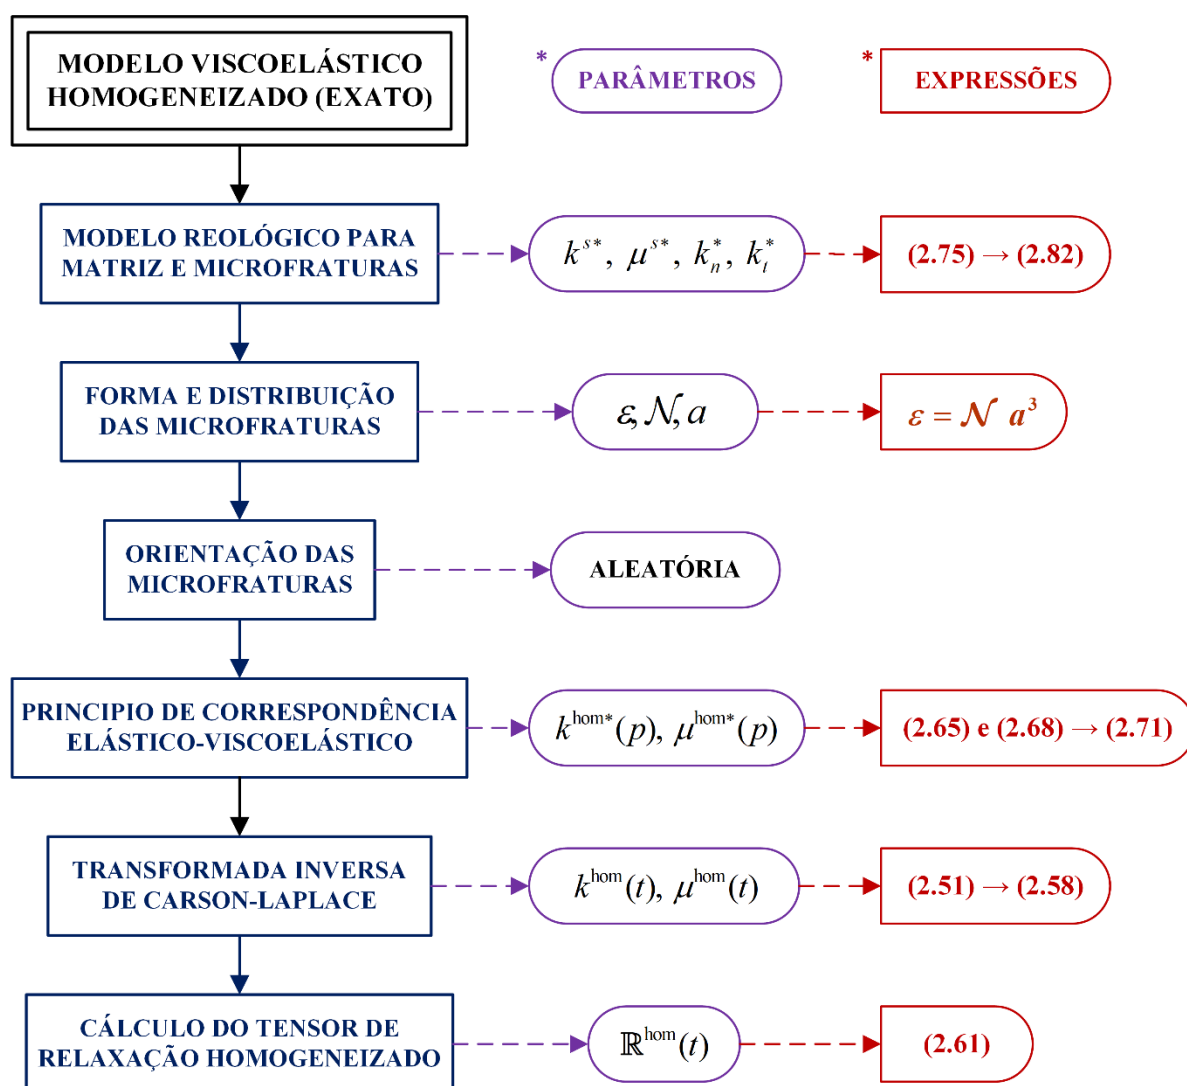 MODELO VISCOELÁSTICO
HOMOGENEIZADO (EXATO)
* PARÂMETROS
* EXPRESSÕES
MODELO REOLÓGICO PARA
MATRIZ E MICROFRATURAS
k^{s*}, μ^{s*}, k_n^*, k_t^*
(2.75) → (2.82)
FORMA E DISTRIBUIÇÃO
DAS MICROFRATURAS
ε, 𝒩, a
ε = 𝒩 a³
ORIENTAÇÃO DAS
MICROFRATURAS
ALEATÓRIA
PRINCIPIO DE CORRESPONDÊNCIA
ELÁSTICO-VISCOELÁSTICO
k^{hom*}(p), μ^{hom*}(p)
(2.65) e (2.68) → (2.71)
TRANSFORMADA INVERSA
DE CARSON-LAPLACE
k^{hom}(t), μ^{hom}(t)
(2.51) → (2.58)
CÁLCULO DO TENSOR DE
RELAXAÇÃO HOMOGENEIZADO
ℝ^{hom}(t)
(2.61)